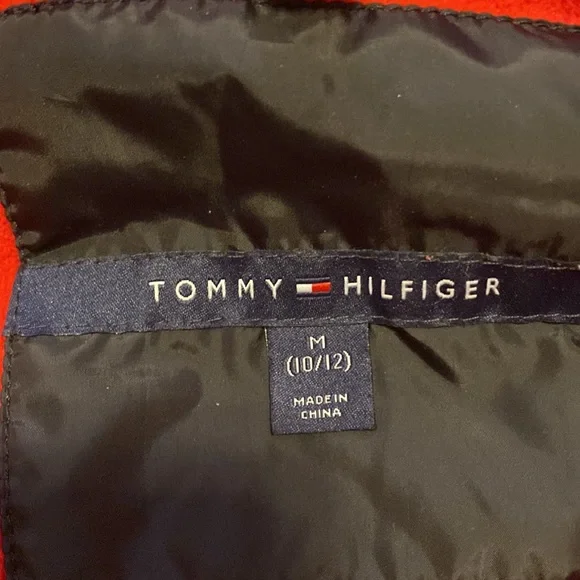 TOMMY HILFIGER
M
(10/12)
MADE IN
CHINA